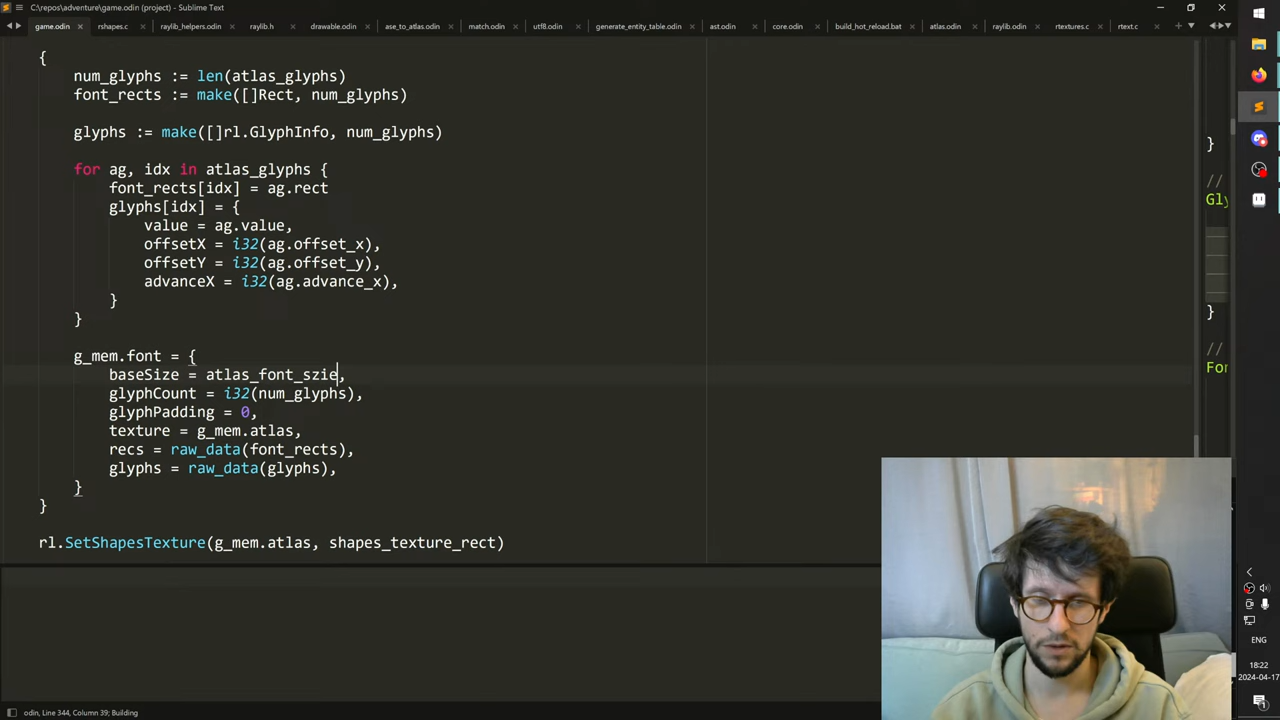 C:\repos\adventure\game.odin (project) - Sublime Text
game.odin
rshapes.c
raylib_helpers.odin
raylib.h
drawable.odin
ase_to_atlas.odin
match.odin
utf8.odin
generate_entity_table.odin
ast.odin
core.odin
build_hot_reload.bat
atlas.odin
raylib.odin
rtextures.c
rtext.c
{
num_glyphs := len(atlas_glyphs)
font_rects := make([]Rect, num_glyphs)
glyphs := make([]rl.GlyphInfo, num_glyphs)
for ag, idx in atlas_glyphs {
font_rects[idx] = ag.rect
glyphs[idx] = {
value = ag.value,
offsetX = i32(ag.offset_x),
offsetY = i32(ag.offset_y),
advanceX = i32(ag.advance_x),
}
}
g_mem.font = {
baseSize = atlas_font_szie,
glyphCount = i32(num_glyphs),
glyphPadding = 0,
texture = g_mem.atlas,
recs = raw_data(font_rects),
glyphs = raw_data(glyphs),
}
}
rl.SetShapesTexture(g_mem.atlas, shapes_texture_rect)
}
//
Gly
}
//
For
odin, Line 344, Column 39; Building
ENG
18:22
2024-04-17